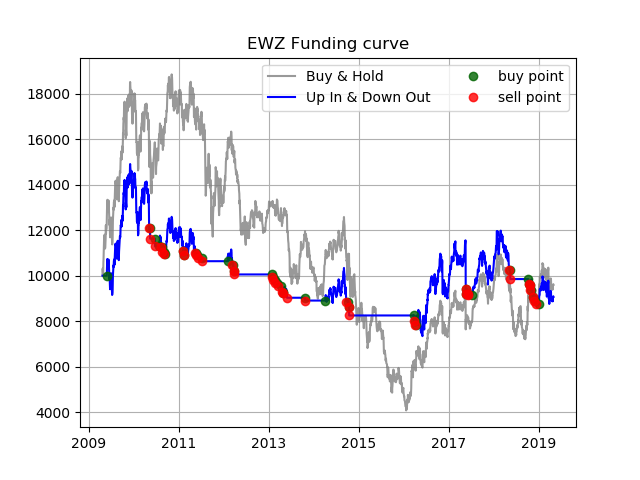 EWZ Funding curve
Buy & Hold
Up In & Down Out
buy point
sell point
18000
16000
14000
12000
10000
8000
6000
4000
2009 2011 2013 2015 2017 2019